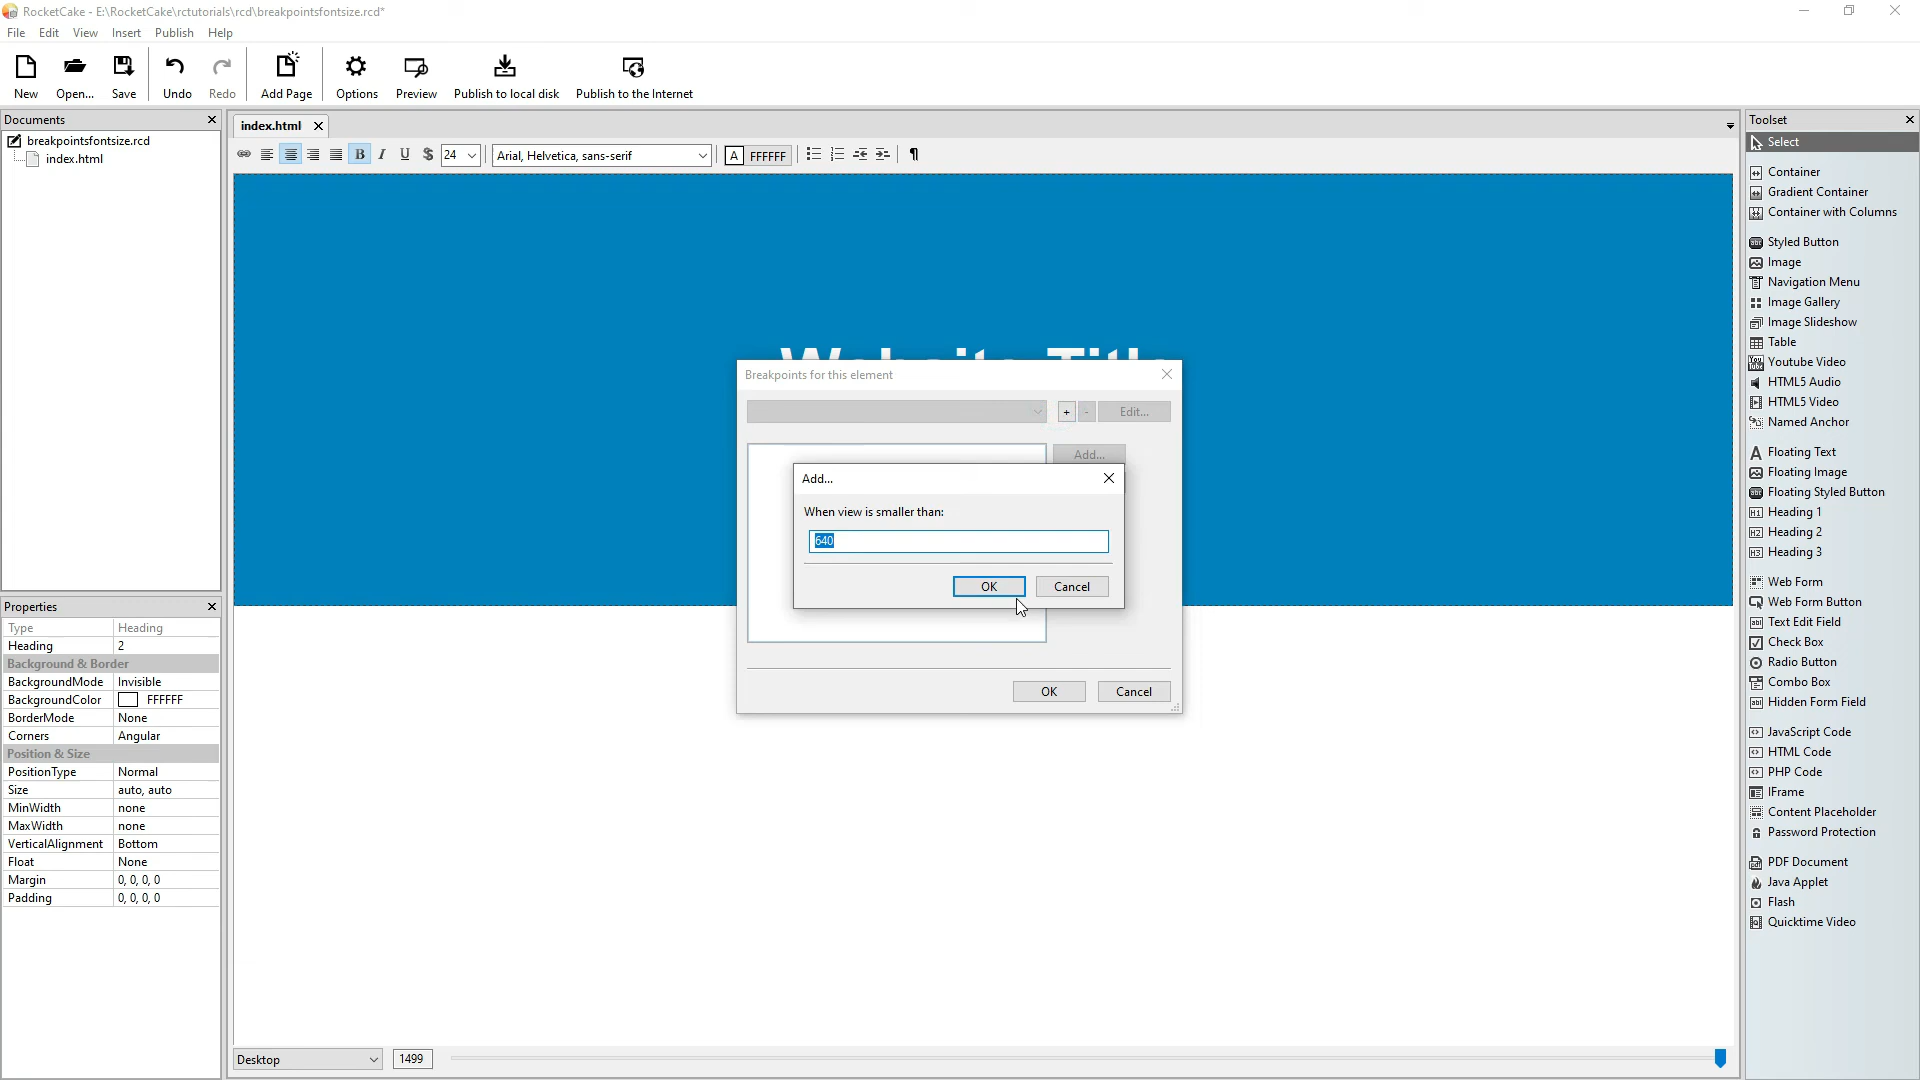 RocketCake - E:\RocketCake\rctutorials\rcd\breakpointsfontsize.rcd*
File Edit View Insert Publish Help
New Open... Save Undo Redo Add Page Options Preview Publish to local disk Publish to the Internet
Documents
breakpointsfontsize.rcd
index.html
index.html
B I U $ 24 Arial, Helvetica, sans-serif A FFFFFF ¶
Website Title
Breakpoints for this element
+ - Edit...
Add...
Add...
When view is smaller than:
640
OK Cancel
OK Cancel
Properties
Type Heading
Heading 2
Background & Border
BackgroundMode Invisible
BackgroundColor FFFFFF
BorderMode None
Corners Angular
Position & Size
PositionType Normal
Size auto, auto
MinWidth none
MaxWidth none
VerticalAlignment Bottom
Float None
Margin 0, 0, 0, 0
Padding 0, 0, 0, 0
Desktop 1499
Toolset
Select
Container
Gradient Container
Container with Columns
Styled Button
Image
Navigation Menu
Image Gallery
Image Slideshow
Table
Youtube Video
HTML5 Audio
HTML5 Video
Named Anchor
Floating Text
Floating Image
Floating Styled Button
Heading 1
Heading 2
Heading 3
Web Form
Web Form Button
Text Edit Field
Check Box
Radio Button
Combo Box
Hidden Form Field
JavaScript Code
HTML Code
PHP Code
IFrame
Content Placeholder
Password Protection
PDF Document
Java Applet
Flash
Quicktime Video